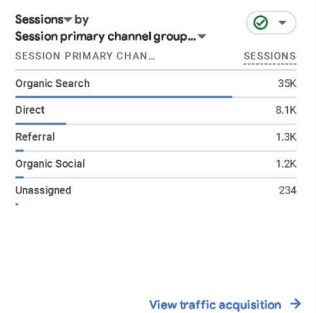 Sessions by
Session primary channel group...
SESSION PRIMARY CHAN... SESSIONS
Organic Search 35K
Direct 8.1K
Referral 1.3K
Organic Social 1.2K
Unassigned 234
View traffic acquisition